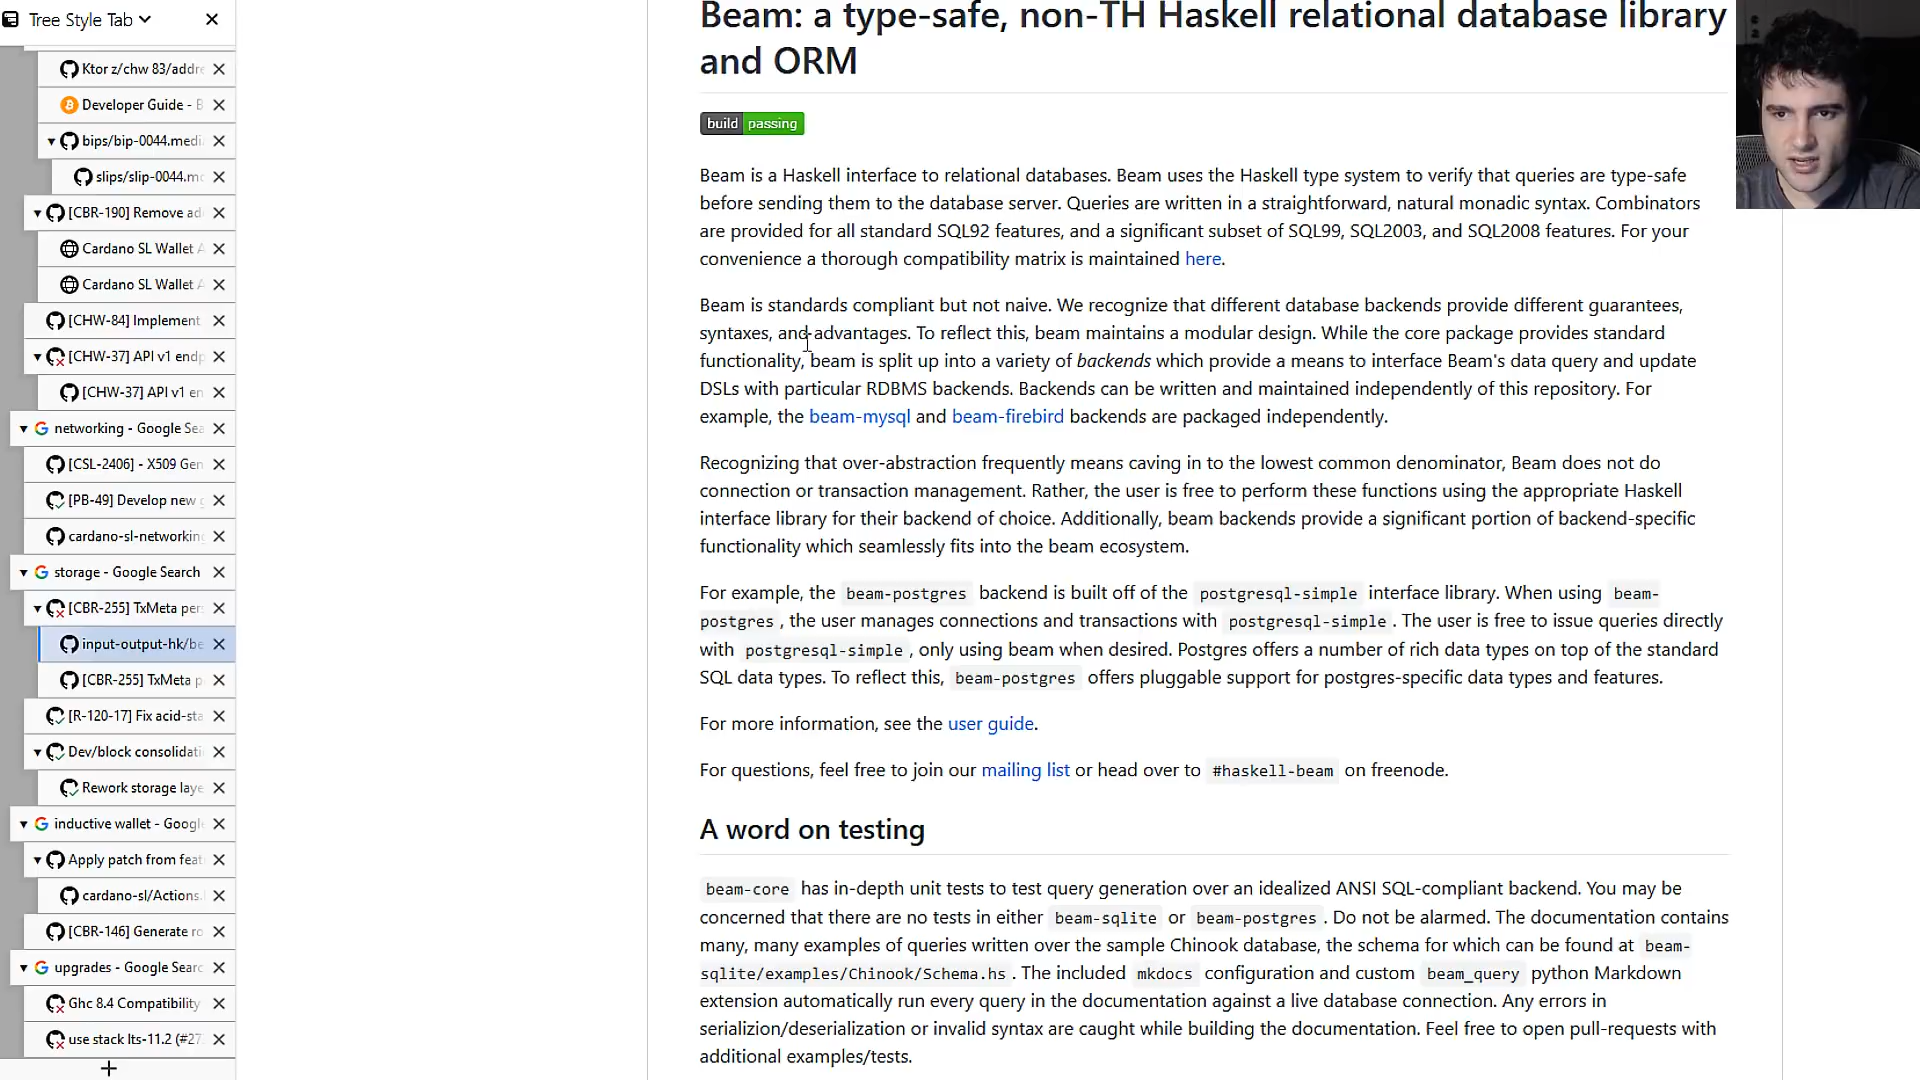 Tree Style Tab
Ktor z/chw 83/addre
Developer Guide - B
bips/bip-0044.medi
slips/slip-0044.m
[CBR-190] Remove ad
Cardano SL Wallet A
Cardano SL Wallet A
[CHW-84] Implement
[CHW-37] API v1 endp
[CHW-37] API v1 en
networking - Google Sea
[CSL-2406] - X509 Gen
[PB-49] Develop new g
cardano-sl-networking
storage - Google Search
[CBR-255] TxMeta per
input-output-hk/be
[CBR-255] TxMeta p
[R-120-17] Fix acid-sta
Dev/block consolidati
Rework storage laye
inductive wallet - Google
Apply patch from feat
cardano-sl/Actions.
[CBR-146] Generate ro
upgrades - Google Searc
Ghc 8.4 Compatibility
use stack lts-11.2 (#27
Beam: a type-safe, non-TH Haskell relational database library
and ORM
build passing
Beam is a Haskell interface to relational databases. Beam uses the Haskell type system to verify that queries are type-safe
before sending them to the database server. Queries are written in a straightforward, natural monadic syntax. Combinators
are provided for all standard SQL92 features, and a significant subset of SQL99, SQL2003, and SQL2008 features. For your
convenience a thorough compatibility matrix is maintained here.
Beam is standards compliant but not naive. We recognize that different database backends provide different guarantees,
syntaxes, and advantages. To reflect this, beam maintains a modular design. While the core package provides standard
functionality, beam is split up into a variety of backends which provide a means to interface Beam's data query and update
DSLs with particular RDBMS backends. Backends can be written and maintained independently of this repository. For
example, the beam-mysql and beam-firebird backends are packaged independently.
Recognizing that over-abstraction frequently means caving in to the lowest common denominator, Beam does not do
connection or transaction management. Rather, the user is free to perform these functions using the appropriate Haskell
interface library for their backend of choice. Additionally, beam backends provide a significant portion of backend-specific
functionality which seamlessly fits into the beam ecosystem.
For example, the beam-postgres backend is built off of the postgresql-simple interface library. When using beam-
postgres , the user manages connections and transactions with postgresql-simple . The user is free to issue queries directly
with postgresql-simple , only using beam when desired. Postgres offers a number of rich data types on top of the standard
SQL data types. To reflect this, beam-postgres offers pluggable support for postgres-specific data types and features.
For more information, see the user guide.
For questions, feel free to join our mailing list or head over to #haskell-beam on freenode.
A word on testing
beam-core has in-depth unit tests to test query generation over an idealized ANSI SQL-compliant backend. You may be
concerned that there are no tests in either beam-sqlite or beam-postgres . Do not be alarmed. The documentation contains
many, many examples of queries written over the sample Chinook database, the schema for which can be found at beam-
sqlite/examples/Chinook/Schema.hs . The included mkdocs configuration and custom beam_query python Markdown
extension automatically run every query in the documentation against a live database connection. Any errors in
serializion/deserialization or invalid syntax are caught while building the documentation. Feel free to open pull-requests with
additional examples/tests.